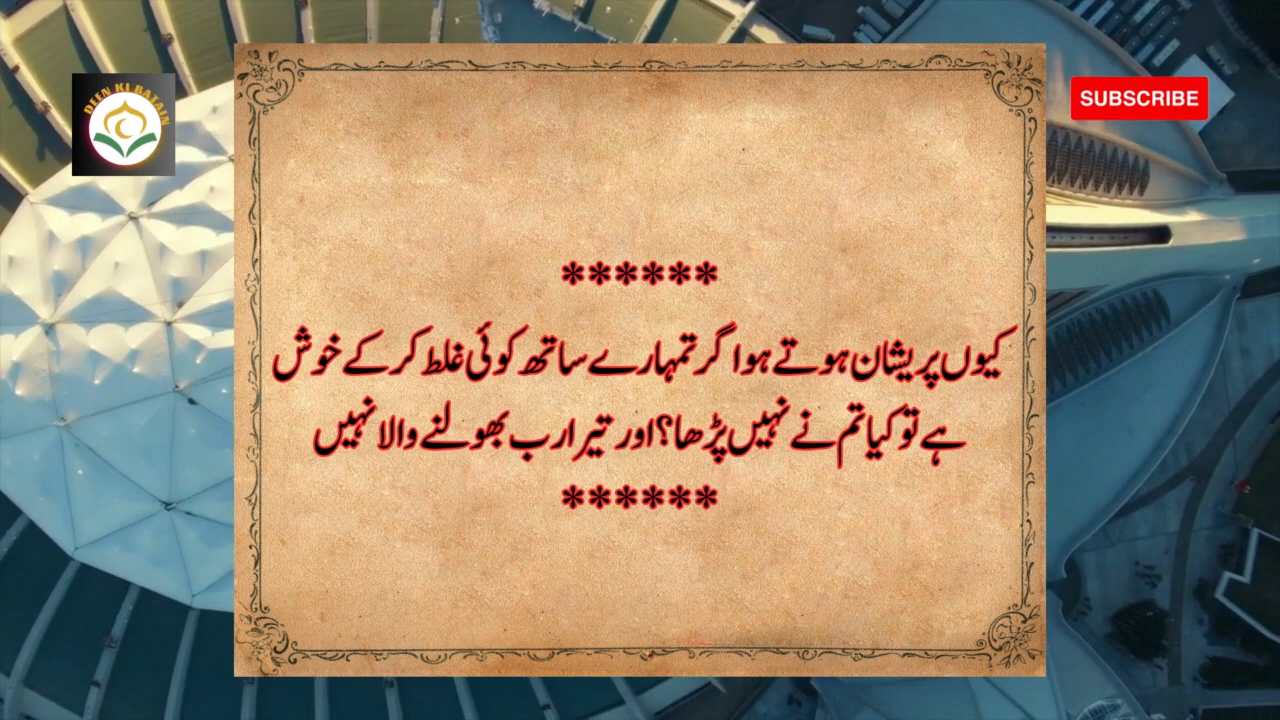 DEEN KI BATAIN
SUBSCRIBE
******
کیوں پریشان ہوتے ہو اگر تمہارے ساتھ کوئی غلط کر کے خوش
ہے تو کیا تم نے نہیں پڑھا؟ اور تیرا رب بھولنے والا نہیں
******